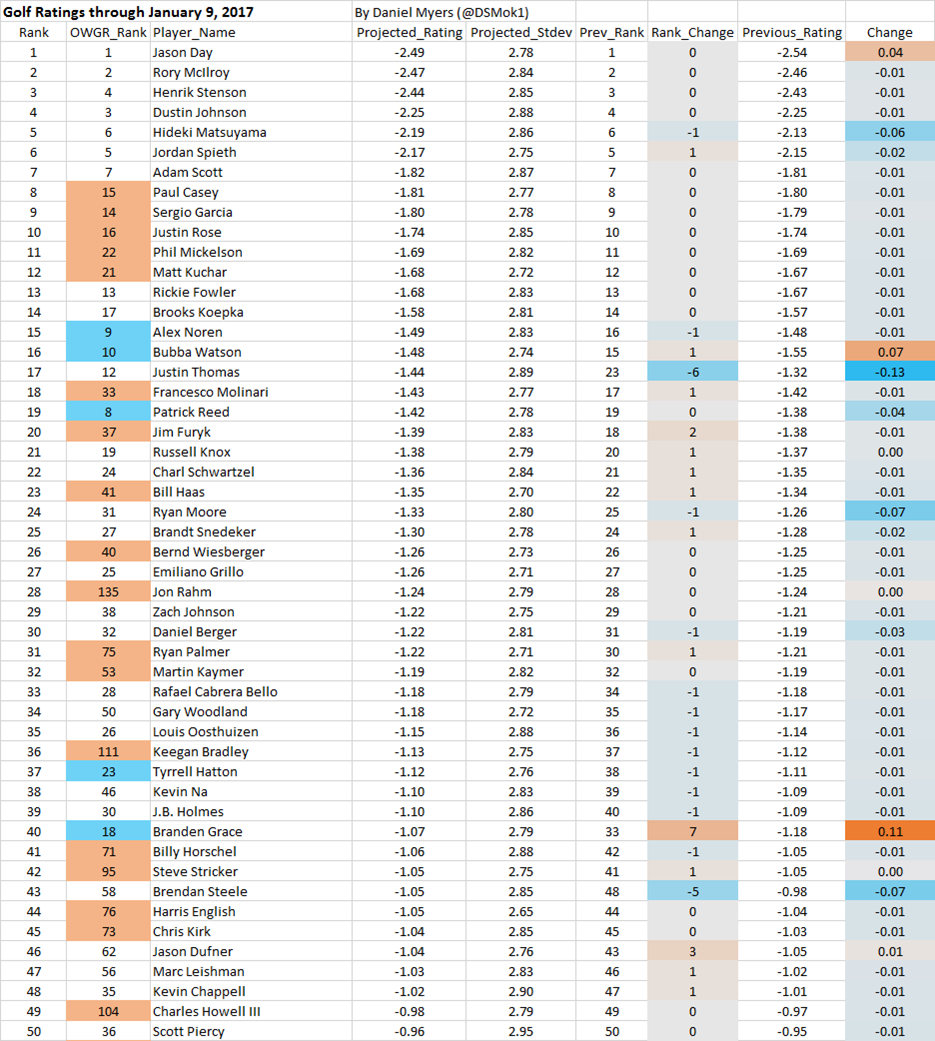 Golf Ratings through January 9, 2017 By Daniel Myers (@DSMok1)
Rank OWGR_Rank Player_Name Projected_Rating Projected_Stdev Prev_Rank Rank_Change Previous_Rating Change
1 1 Jason Day -2.49 2.78 1 0 -2.54 0.04
2 2 Rory McIlroy -2.47 2.84 2 0 -2.46 -0.01
3 4 Henrik Stenson -2.44 2.85 3 0 -2.43 -0.01
4 3 Dustin Johnson -2.25 2.88 4 0 -2.25 -0.01
5 6 Hideki Matsuyama -2.19 2.86 6 -1 -2.13 -0.06
6 5 Jordan Spieth -2.17 2.75 5 1 -2.15 -0.02
7 7 Adam Scott -1.82 2.87 7 0 -1.81 -0.01
8 15 Paul Casey -1.81 2.77 8 0 -1.80 -0.01
9 14 Sergio Garcia -1.80 2.78 9 0 -1.79 -0.01
10 16 Justin Rose -1.74 2.85 10 0 -1.74 -0.01
11 22 Phil Mickelson -1.69 2.82 11 0 -1.69 -0.01
12 21 Matt Kuchar -1.68 2.72 12 0 -1.67 -0.01
13 13 Rickie Fowler -1.68 2.83 13 0 -1.67 -0.01
14 17 Brooks Koepka -1.58 2.81 14 0 -1.57 -0.01
15 9 Alex Noren -1.49 2.83 16 -1 -1.48 -0.01
16 10 Bubba Watson -1.48 2.74 15 1 -1.55 0.07
17 12 Justin Thomas -1.44 2.89 23 -6 -1.32 -0.13
18 33 Francesco Molinari -1.43 2.77 17 1 -1.42 -0.01
19 8 Patrick Reed -1.42 2.78 19 0 -1.38 -0.04
20 37 Jim Furyk -1.39 2.83 18 2 -1.38 -0.01
21 19 Russell Knox -1.38 2.79 20 1 -1.37 0.00
22 24 Charl Schwartzel -1.36 2.84 21 1 -1.35 -0.01
23 41 Bill Haas -1.35 2.70 22 1 -1.34 -0.01
24 31 Ryan Moore -1.33 2.80 25 -1 -1.26 -0.07
25 27 Brandt Snedeker -1.30 2.78 24 1 -1.28 -0.02
26 40 Bernd Wiesberger -1.26 2.73 26 0 -1.25 -0.01
27 25 Emiliano Grillo -1.26 2.71 27 0 -1.25 -0.01
28 135 Jon Rahm -1.24 2.79 28 0 -1.24 0.00
29 38 Zach Johnson -1.22 2.75 29 0 -1.21 -0.01
30 32 Daniel Berger -1.22 2.81 31 -1 -1.19 -0.03
31 75 Ryan Palmer -1.22 2.71 30 1 -1.21 -0.01
32 53 Martin Kaymer -1.19 2.82 32 0 -1.19 -0.01
33 28 Rafael Cabrera Bello -1.18 2.79 34 -1 -1.18 -0.01
34 50 Gary Woodland -1.18 2.72 35 -1 -1.17 -0.01
35 26 Louis Oosthuizen -1.15 2.88 36 -1 -1.14 -0.01
36 111 Keegan Bradley -1.13 2.75 37 -1 -1.12 -0.01
37 23 Tyrrell Hatton -1.12 2.76 38 -1 -1.11 -0.01
38 46 Kevin Na -1.10 2.83 39 -1 -1.09 -0.01
39 30 J.B. Holmes -1.10 2.86 40 -1 -1.09 -0.01
40 18 Branden Grace -1.07 2.79 33 7 -1.18 0.11
41 71 Billy Horschel -1.06 2.88 42 -1 -1.05 -0.01
42 95 Steve Stricker -1.05 2.85 41 1 -1.05 0.00
43 58 Brendan Steele -1.05 2.75 48 -5 -0.98 -0.07
44 76 Harris English -1.05 2.65 44 0 -1.04 -0.01
45 73 Chris Kirk -1.04 2.85 45 0 -1.03 -0.01
46 62 Jason Dufner -1.04 2.76 43 3 -1.05 0.01
47 56 Marc Leishman -1.03 2.83 46 1 -1.02 -0.01
48 35 Kevin Chappell -1.02 2.90 47 1 -1.01 -0.01
49 104 Charles Howell III -0.98 2.79 49 0 -0.97 -0.01
50 36 Scott Piercy -0.96 2.95 50 0 -0.95 -0.01